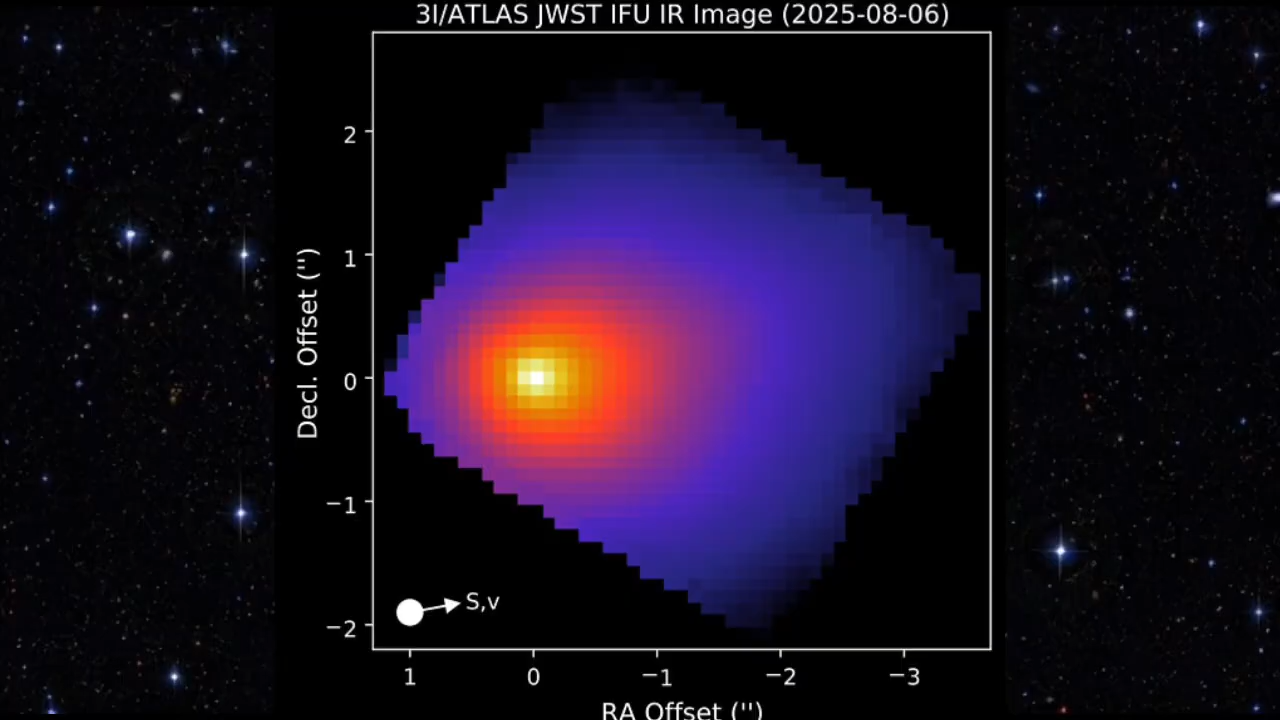 3I/ATLAS JWST IFU IR Image (2025-08-06)
Decl. Offset ('')
2
1
0
−1
−2
S,v
1
0
−1
−2
−3
RA Offset ('')